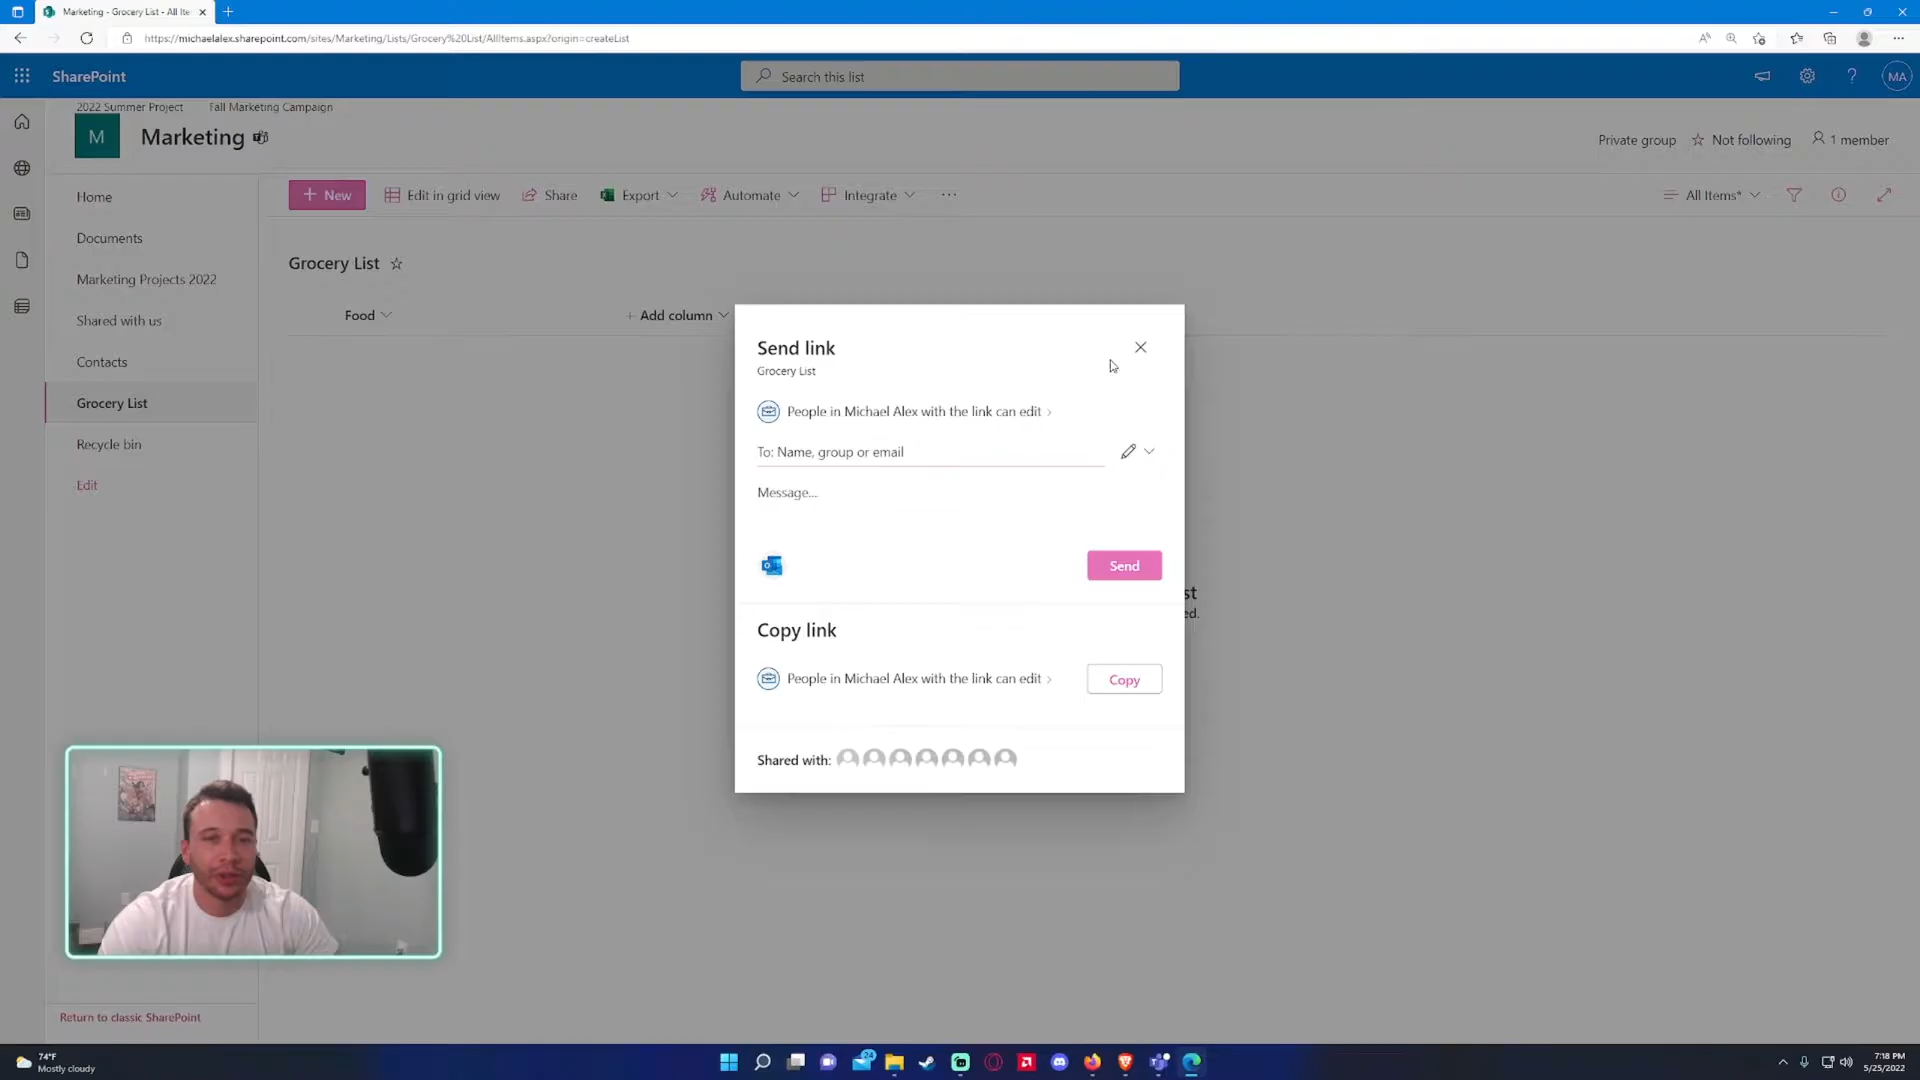 Marketing - Grocery List - All Ite
https://michaelalex.sharepoint.com/sites/Marketing/Lists/Grocery%20List/AllItems.aspx?origin=createList
SharePoint
Search this list
MA
2022 Summer Project
Fall Marketing Campaign
M
Marketing
Private group
Not following
1 member
Home
Documents
Marketing Projects 2022
Shared with us
Contacts
Grocery List
Recycle bin
Edit
Return to classic SharePoint
+ New
Edit in grid view
Share
Export
Automate
Integrate
All Items*
Grocery List
Food
+ Add column
Send link
Grocery List
People in Michael Alex with the link can edit
To: Name, group or email
Message...
Send
Copy link
People in Michael Alex with the link can edit
Copy
Shared with:
st
ed.
74°F
Mostly cloudy
24
7:18 PM
5/25/2022